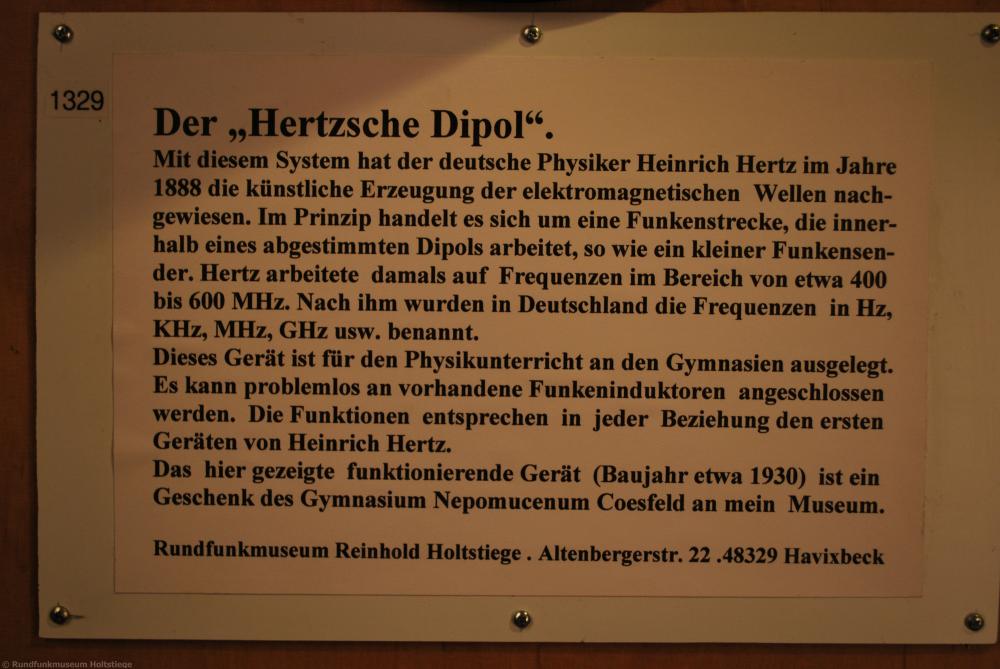 1329
Der „Hertzsche Dipol“.
Mit diesem System hat der deutsche Physiker Heinrich Hertz im Jahre
1888 die künstliche Erzeugung der elektromagnetischen Wellen nach-
gewiesen. Im Prinzip handelt es sich um eine Funkenstrecke, die inner-
halb eines abgestimmten Dipols arbeitet, so wie ein kleiner Funkensen-
der. Hertz arbeitete damals auf Frequenzen im Bereich von etwa 400
bis 600 MHz. Nach ihm wurden in Deutschland die Frequenzen in Hz,
KHz, MHz, GHz usw. benannt.
Dieses Gerät ist für den Physikunterricht an den Gymnasien ausgelegt.
Es kann problemlos an vorhandene Funkeninduktoren angeschlossen
werden. Die Funktionen entsprechen in jeder Beziehung den ersten
Geräten von Heinrich Hertz.
Das hier gezeigte funktionierende Gerät (Baujahr etwa 1930) ist ein
Geschenk des Gymnasium Nepomucenum Coesfeld an mein Museum.
Rundfunkmuseum Reinhold Holtstiege . Altenbergerstr. 22 .48329 Havixbeck
© Rundfunkmuseum Holtstiege